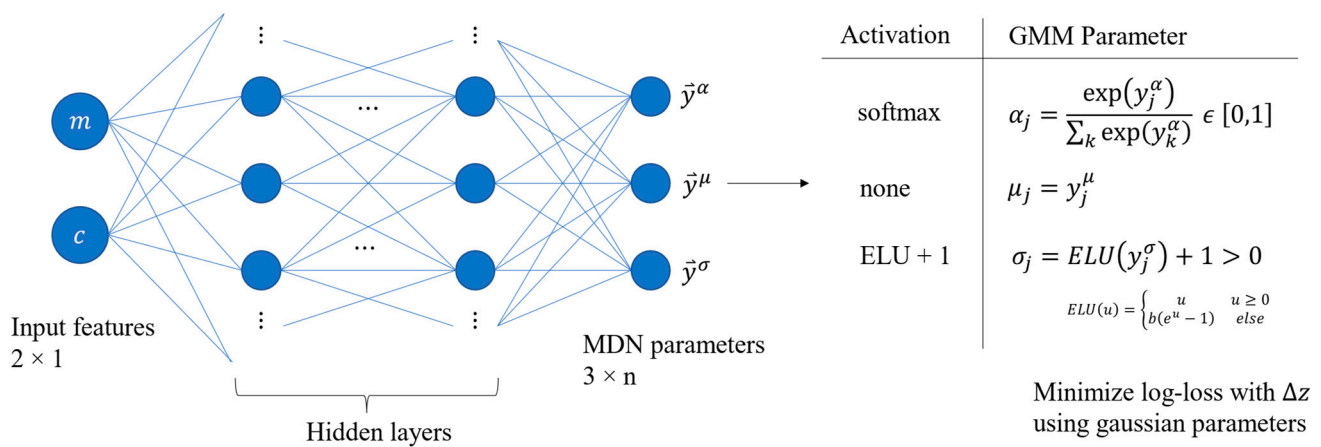 m
c
Input features
2 × 1
⋮
⋮
...
...
⋮
⋮
Hidden layers
y⃗^α
y⃗^μ
y⃗^σ
MDN parameters
3 × n
Activation GMM Parameter
softmax α_j = exp(y_j^α) / ∑_k exp(y_k^α) ϵ [0,1]
none μ_j = y_j^μ
ELU + 1 σ_j = ELU(y_j^σ) + 1 > 0
ELU(u) = { u u ≥ 0
b(e^u − 1) else
Minimize log-loss with Δz
using gaussian parameters